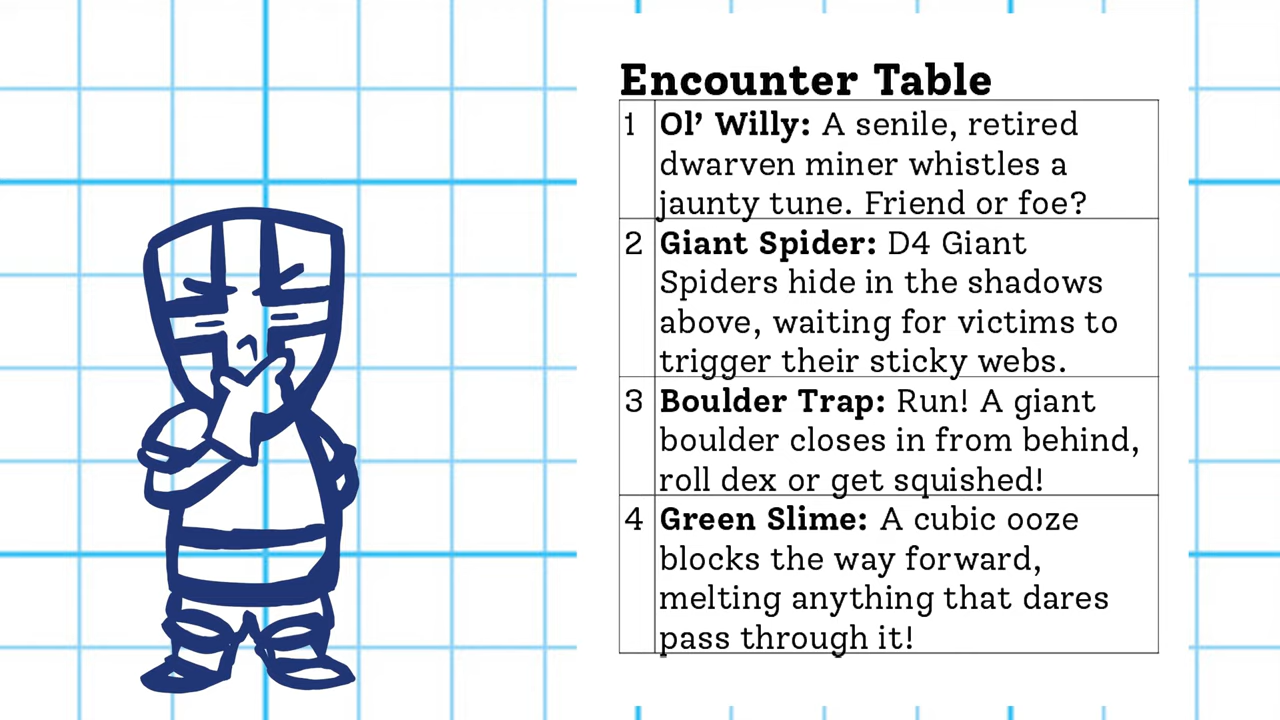 Encounter Table
1 Ol’ Willy: A senile, retired
dwarven miner whistles a
jaunty tune. Friend or foe?
2 Giant Spider: D4 Giant
Spiders hide in the shadows
above, waiting for victims to
trigger their sticky webs.
3 Boulder Trap: Run! A giant
boulder closes in from behind,
roll dex or get squished!
4 Green Slime: A cubic ooze
blocks the way forward,
melting anything that dares
pass through it!